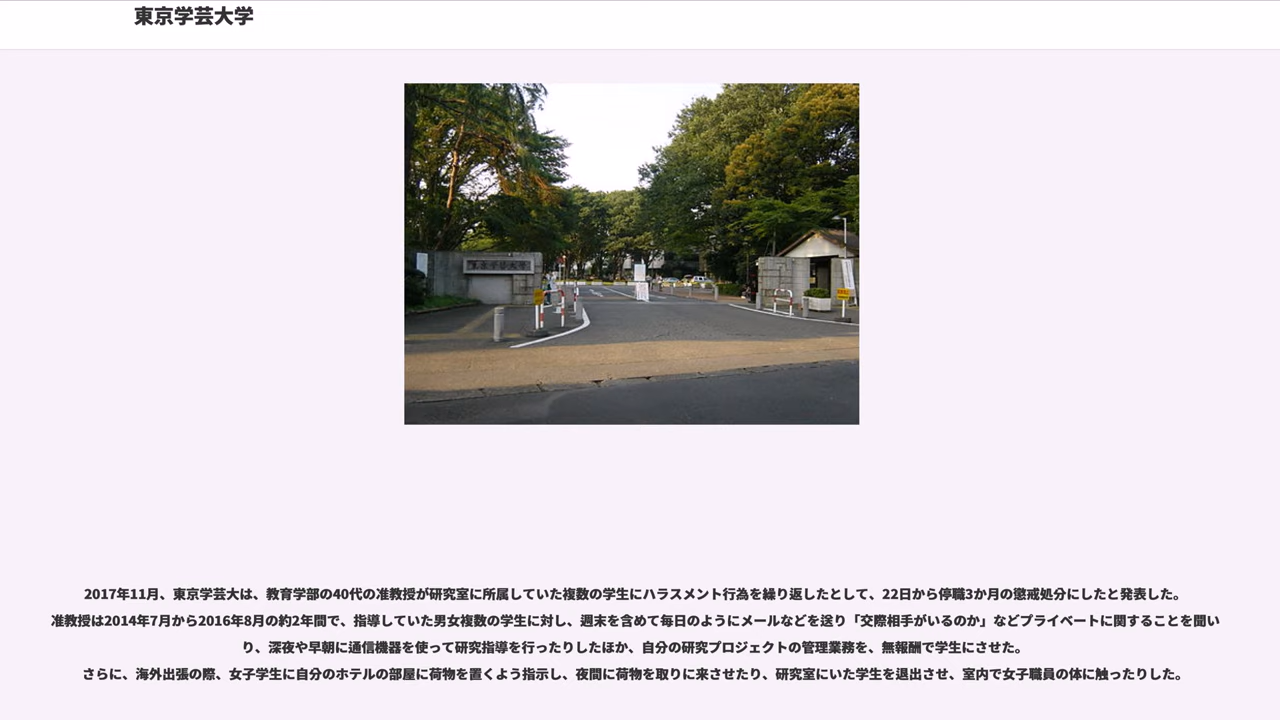 東京学芸大学
東京学芸大学
2017年11月、東京学芸大は、教育学部の40代の准教授が研究室に所属していた複数の学生にハラスメント行為を繰り返したとして、22日から停職3か月の懲戒処分にしたと発表した。
准教授は2014年7月から2016年8月の約2年間で、指導していた男女複数の学生に対し、週末を含めて毎日のようにメールなどを送り「交際相手がいるのか」などプライベートに関することを聞い
り、深夜や早朝に通信機器を使って研究指導を行ったりしたほか、自分の研究プロジェクトの管理業務を、無報酬で学生にさせた。
さらに、海外出張の際、女子学生に自分のホテルの部屋に荷物を置くよう指示し、夜間に荷物を取りに来させたり、研究室にいた学生を退出させ、室内で女子職員の体に触ったりした。